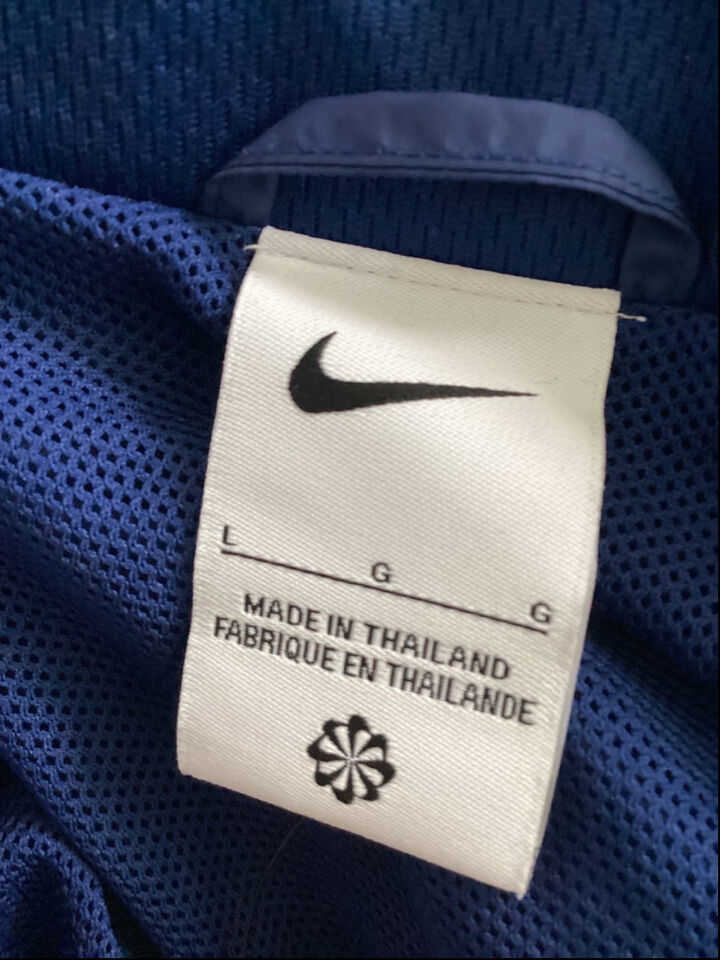 L G G
MADE IN THAILAND
FABRIQUE EN THAILANDE